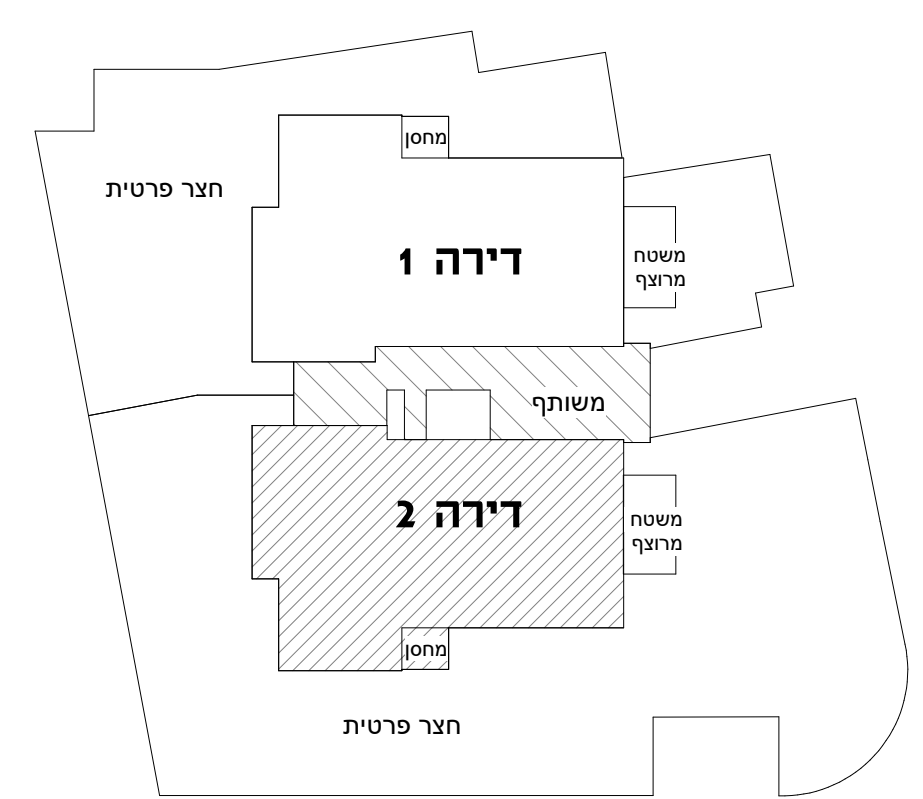 מחסן
חצר פרטית
דירה 1
משטח
מרוצף
משותף
דירה 2
משטח
מרוצף
מחסן
חצר פרטית